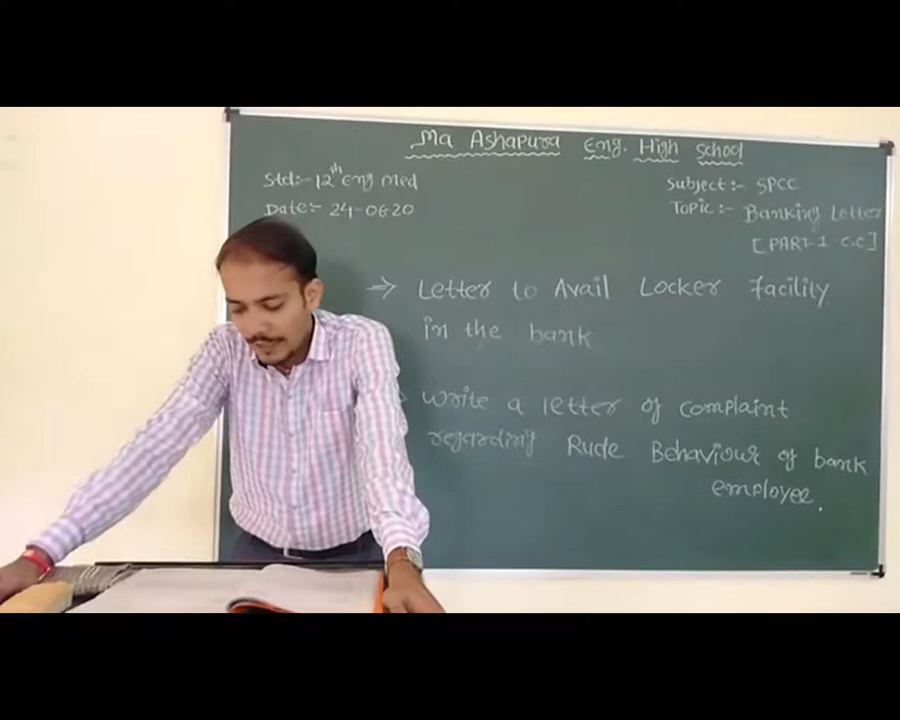 Ma Ashapura Eng. High School
Std:- 12th Eng Med
Subject:- SPCC
Date:- 24-06-20
Topic:- Banking Letter
[PART-1 C.C]
⇒ Letter to Avail Locker Facility
in the bank
write a letter of complaint
regarding Rude Behaviour of bank
employee.